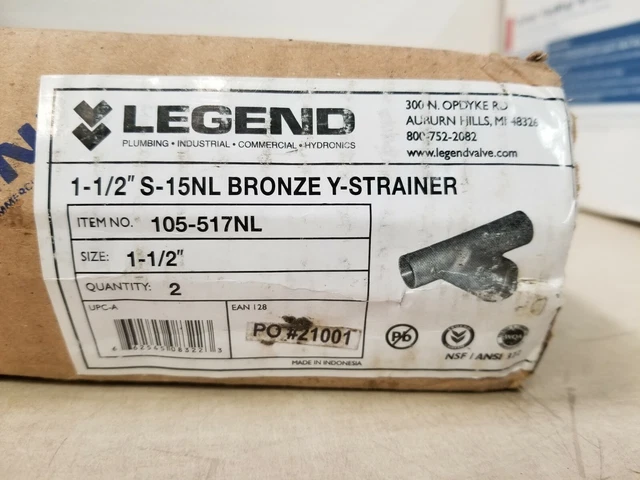 LEGEND
PLUMBING • INDUSTRIAL • COMMERCIAL • HYDRONICS
300 N. OPDYKE RD
AUBURN HILLS, MI 48326
800-752-2082
www.legendvalve.com
1-1/2" S-15NL BRONZE Y-STRAINER
ITEM NO. 105-517NL
SIZE: 1-1/2"
QUANTITY: 2
UPC-A
EAN 128
PO #21001
Pb
NSF / ANSI
MADE IN INDONESIA